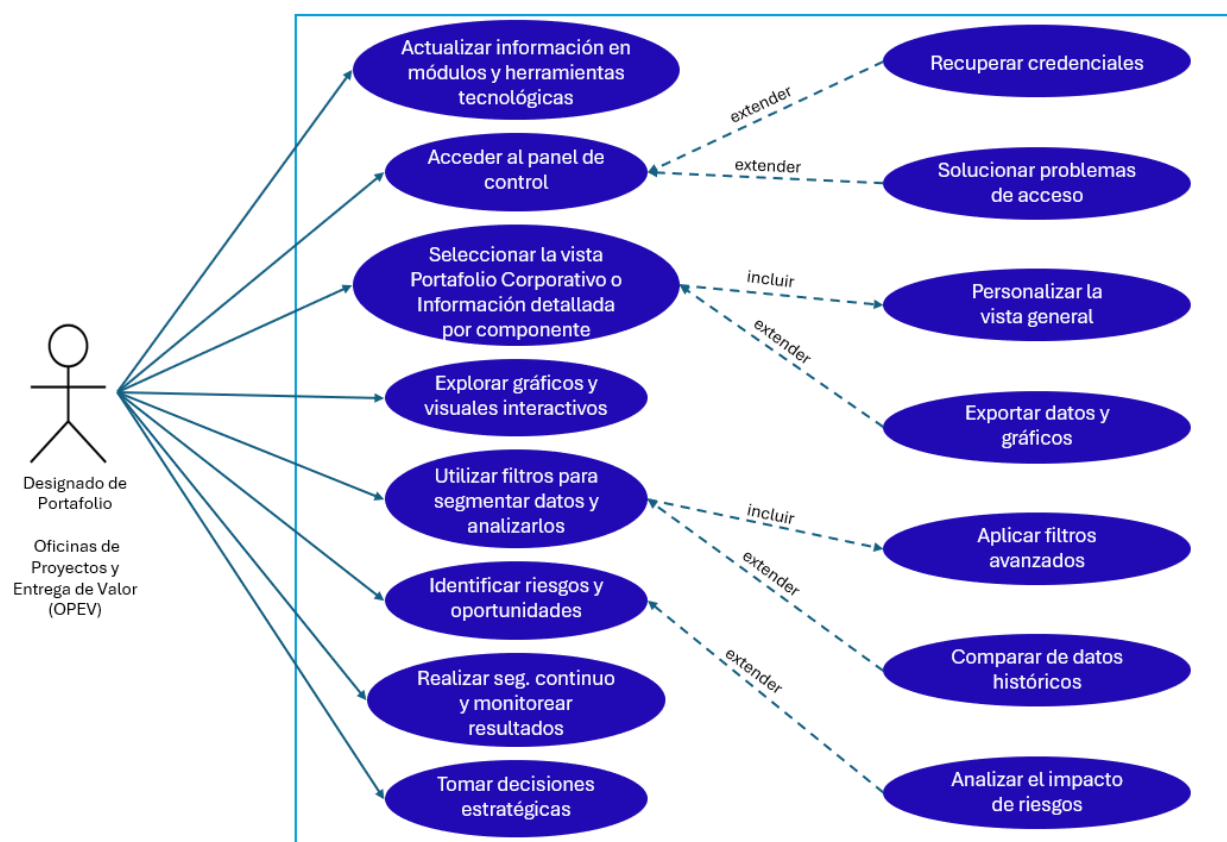 Actualizar información en
módulos y herramientas
tecnológicas
Recuperar credenciales
extender
Acceder al panel de
control
extender
Solucionar problemas
de acceso
Seleccionar la vista
Portafolio Corporativo o
Información detallada
por componente
incluir
Personalizar la
vista general
extender
Explorar gráficos y
visuales interactivos
Exportar datos y
gráficos
Designado de
Portafolio
Oficinas de
Proyectos y
Entrega de Valor
(OPEV)
Utilizar filtros para
segmentar datos y
analizarlos
incluir
Aplicar filtros
avanzados
extender
Identificar riesgos y
oportunidades
Comparar de datos
históricos
extender
Realizar seg. continuo
y monitorear
resultados
Tomar decisiones
estratégicas
Analizar el impacto
de riesgos